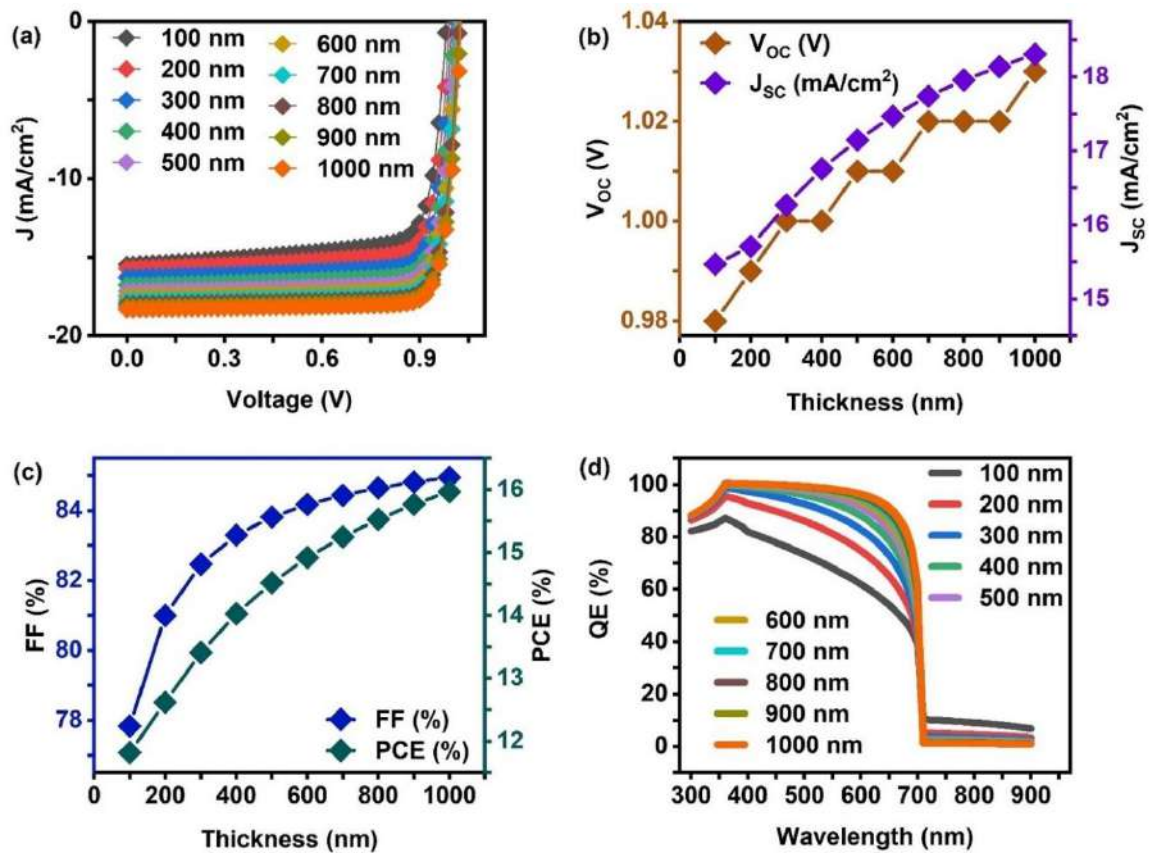 (a)
0
-10
-20
J (mA/cm²)
100 nm
200 nm
300 nm
400 nm
500 nm
600 nm
700 nm
800 nm
900 nm
1000 nm
0.0 0.3 0.6 0.9
Voltage (V)
(b)
1.04
1.02
1.00
0.98
V_OC (V)
V_OC (V)
J_SC (mA/cm²)
18
17
16
15
J_SC (mA/cm²)
0 200 400 600 800 1000
Thickness (nm)
(c)
84
82
80
78
FF (%)
FF (%)
PCE (%)
16
15
14
13
12
PCE (%)
0 200 400 600 800 1000
Thickness (nm)
(d)
100
80
60
40
20
10
0
QE (%)
100 nm
200 nm
300 nm
400 nm
500 nm
600 nm
700 nm
800 nm
900 nm
1000 nm
300 400 500 600 700 800 900
Wavelength (nm)